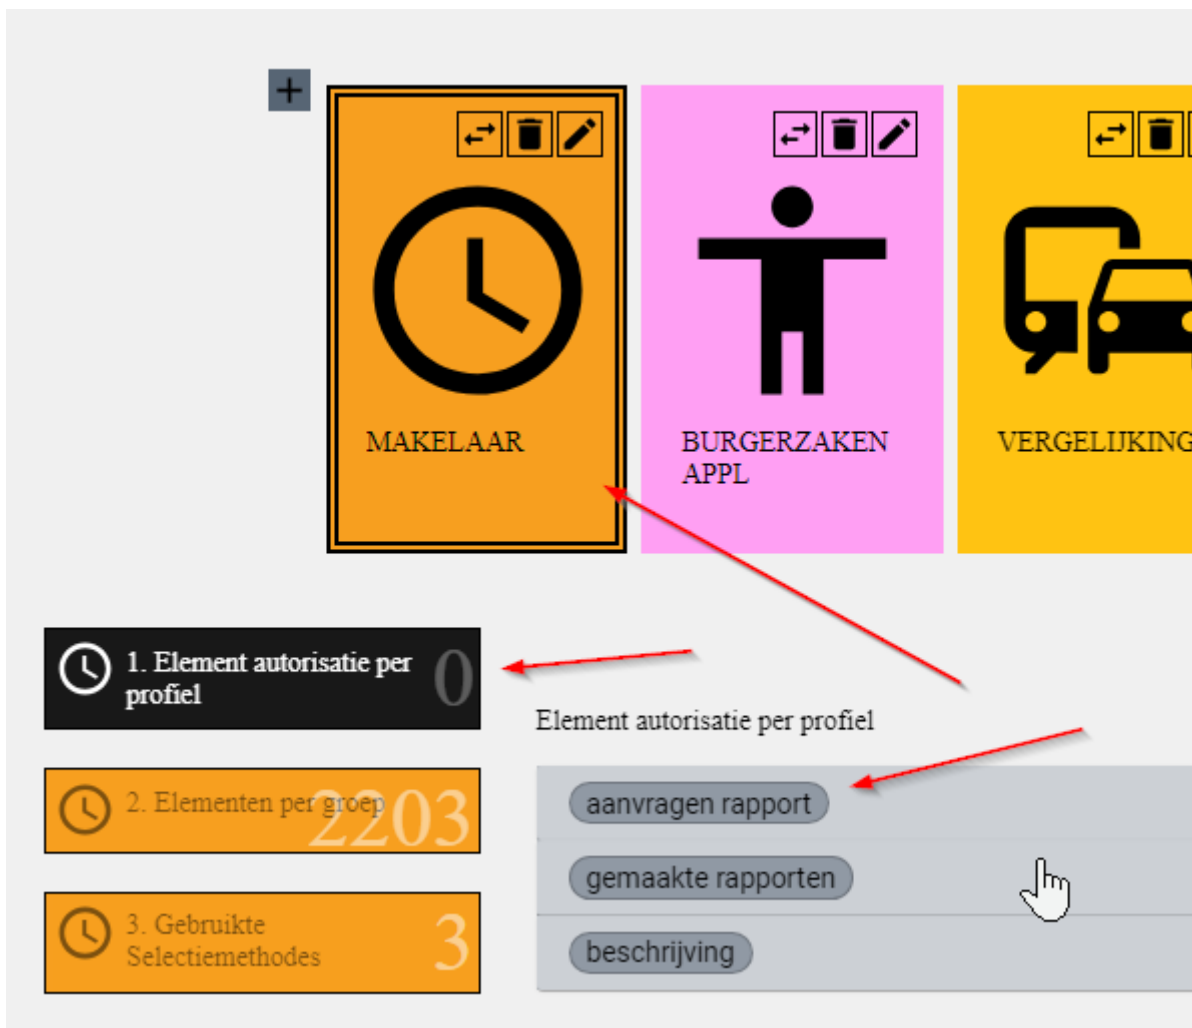 MAKELAAR
BURGERZAKEN
APPL
VERGELIJKING
1. Element autorisatie per
profiel
0
Element autorisatie per profiel
2. Elementen per groep
2203
3. Gebruikte
Selectiemethodes
3
aanvragen rapport
gemaakte rapporten
beschrijving